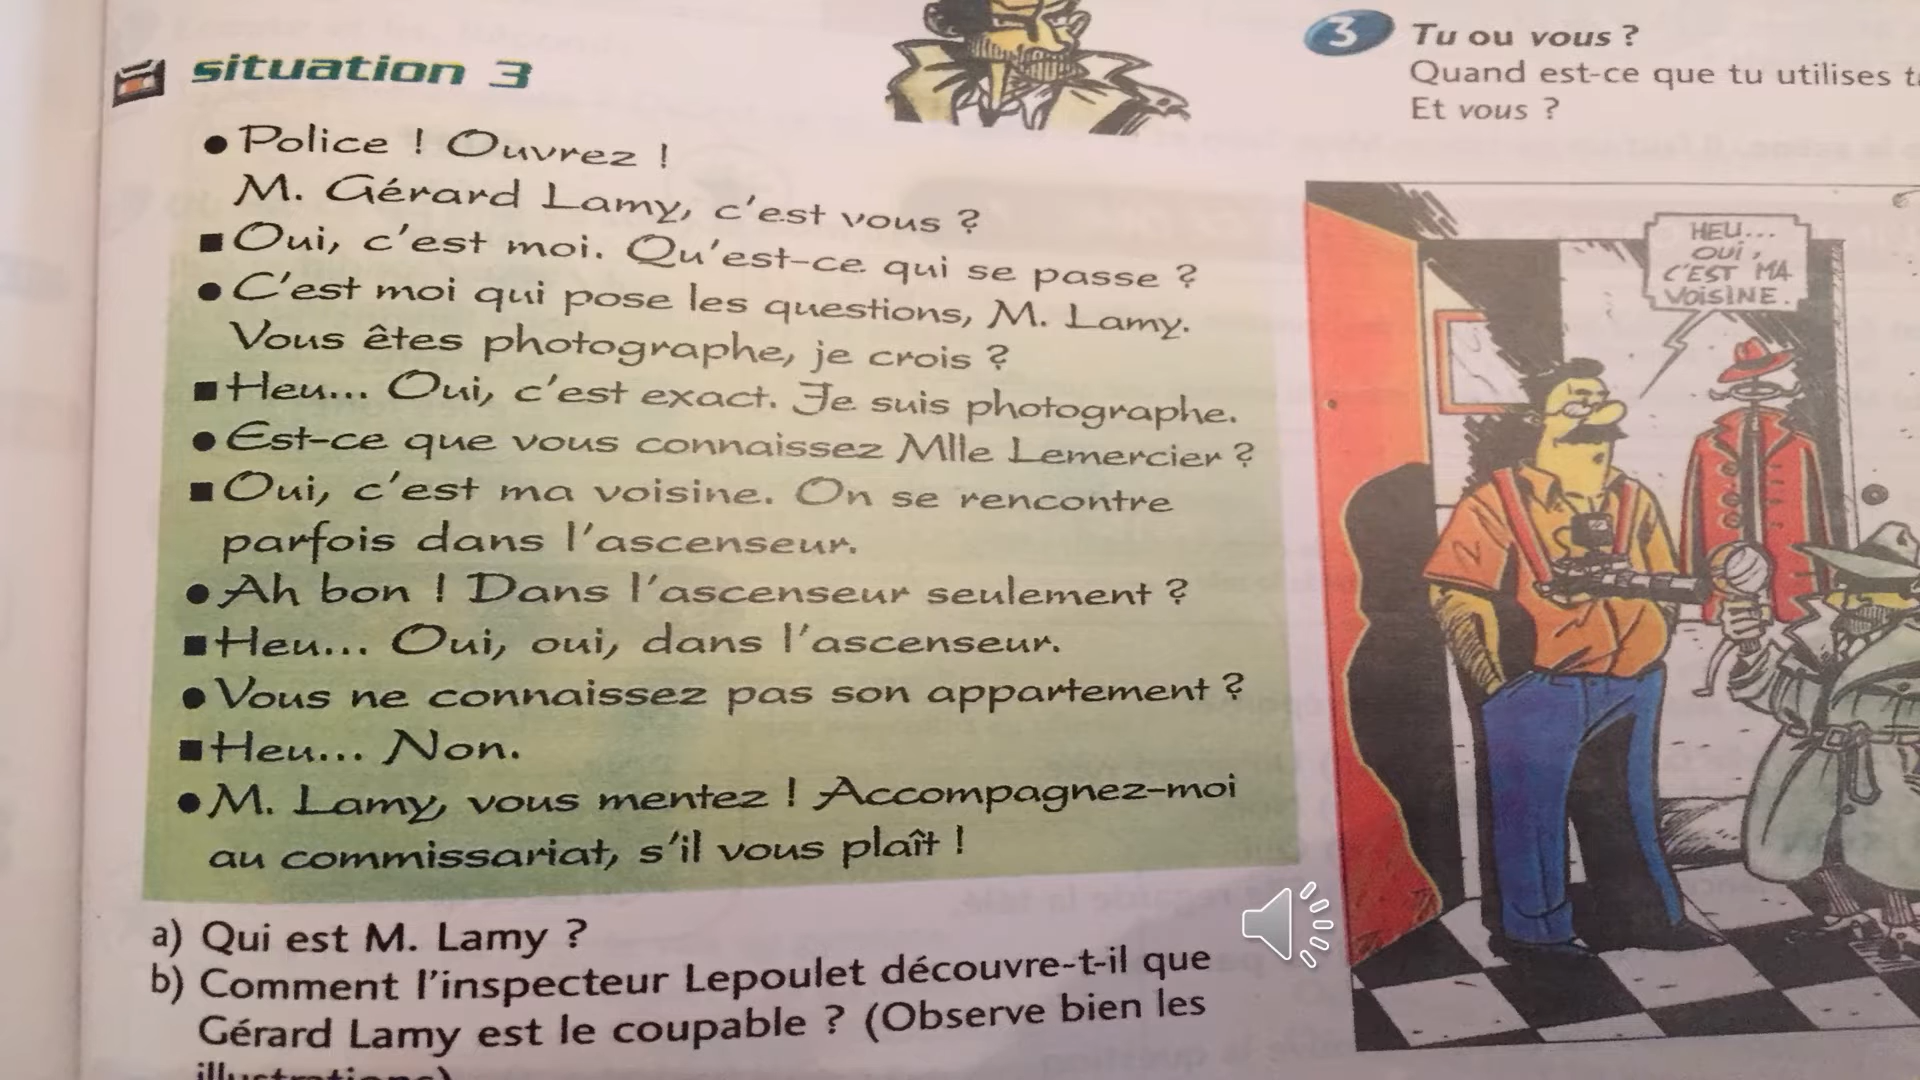 situation 3
● Police ! Ouvrez !
M. Gérard Lamy, c'est vous ?
■ Oui, c'est moi. Qu'est-ce qui se passe ?
● C'est moi qui pose les questions, M. Lamy.
Vous êtes photographe, je crois ?
■ Heu... Oui, c'est exact. Je suis photographe.
● Est-ce que vous connaissez Mlle Lemercier ?
■ Oui, c'est ma voisine. On se rencontre
parfois dans l'ascenseur.
● Ah bon ! Dans l'ascenseur seulement ?
■ Heu... Oui, oui, dans l'ascenseur.
● Vous ne connaissez pas son appartement ?
■ Heu... Non.
● M. Lamy, vous mentez ! Accompagnez-moi
au commissariat, s'il vous plaît !
a) Qui est M. Lamy ?
b) Comment l'inspecteur Lepoulet découvre-t-il que
Gérard Lamy est le coupable ? (Observe bien les
illustrations)
3 Tu ou vous ?
Quand est-ce que tu utilises
Et vous ?
HEU...
OUI,
C'EST MA
VOISINE.